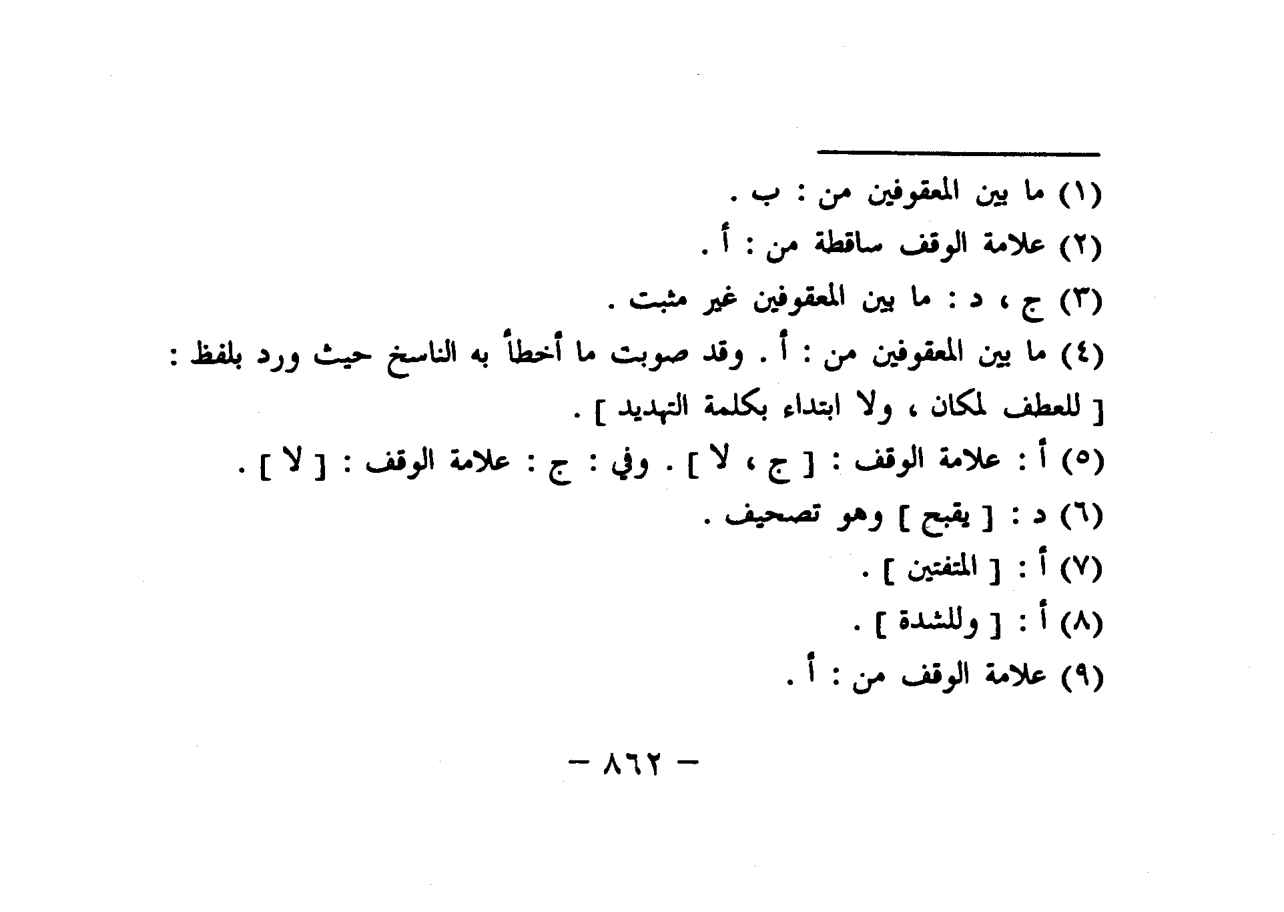 (١) ما بين المعقوفين من : ب .
(٢) علامة الوقف ساقطة من : أ .
(٣) ج ، د : ما بين المعقوفين غير مثبت .
(٤) ما بين المعقوفين من : أ . وقد صوبت ما أخطأ به الناسخ حيث ورد بلفظ :
[ للعطف لمكان ، ولا ابتداء بكلمة التهديد ] .
(٥) أ : علامة الوقف : [ ج ، لا ] . وفي : ج : علامة الوقف : [ لا ] .
(٦) د : [ يقبح ] وهو تصحيف .
(٧) أ : [ المتفتين ] .
(٨) أ : [ وللشدة ] .
(٩) علامة الوقف من : أ .
– ٨٦٢ –